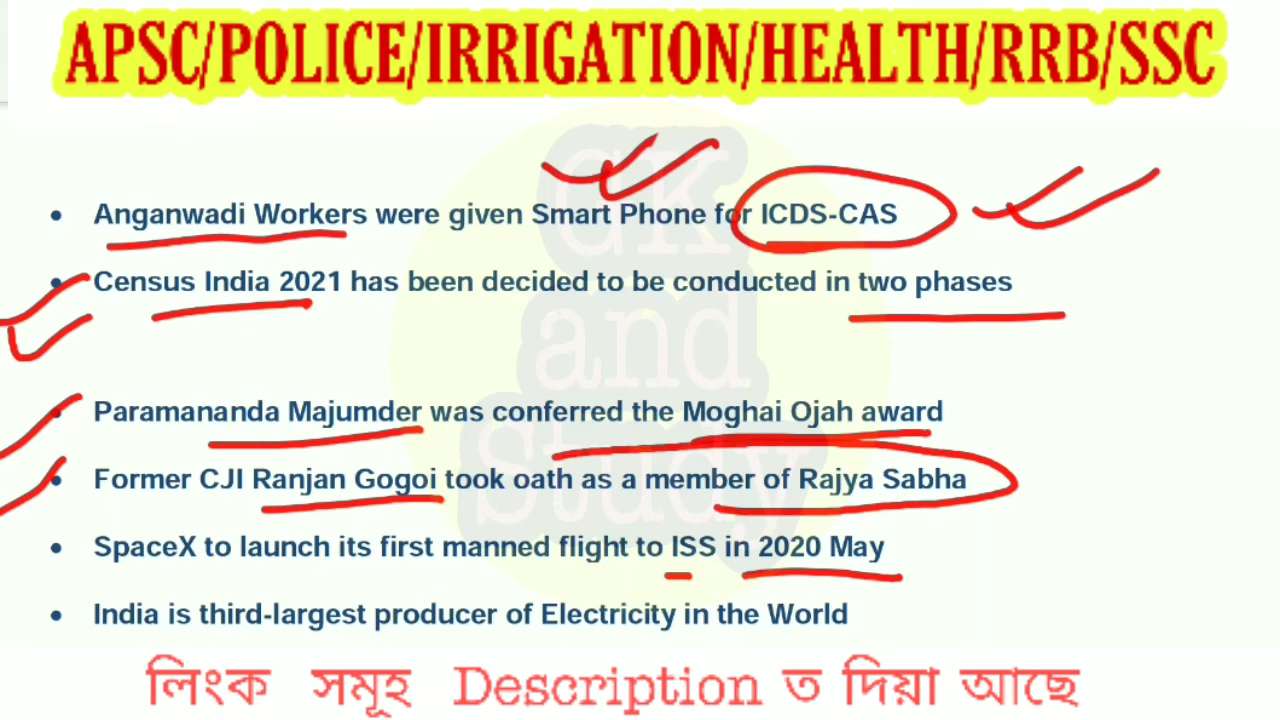 APSC/POLICE/IRRIGATION/HEALTH/RRB/SSC
• Anganwadi Workers were given Smart Phone for ICDS-CAS
• Census India 2021 has been decided to be conducted in two phases
• Paramananda Majumder was conferred the Moghai Ojah award
• Former CJI Ranjan Gogoi took oath as a member of Rajya Sabha
• SpaceX to launch its first manned flight to ISS in 2020 May
• India is third-largest producer of Electricity in the World
GK
and
Study
লিংক সমূহ Description ত দিয়া আছে